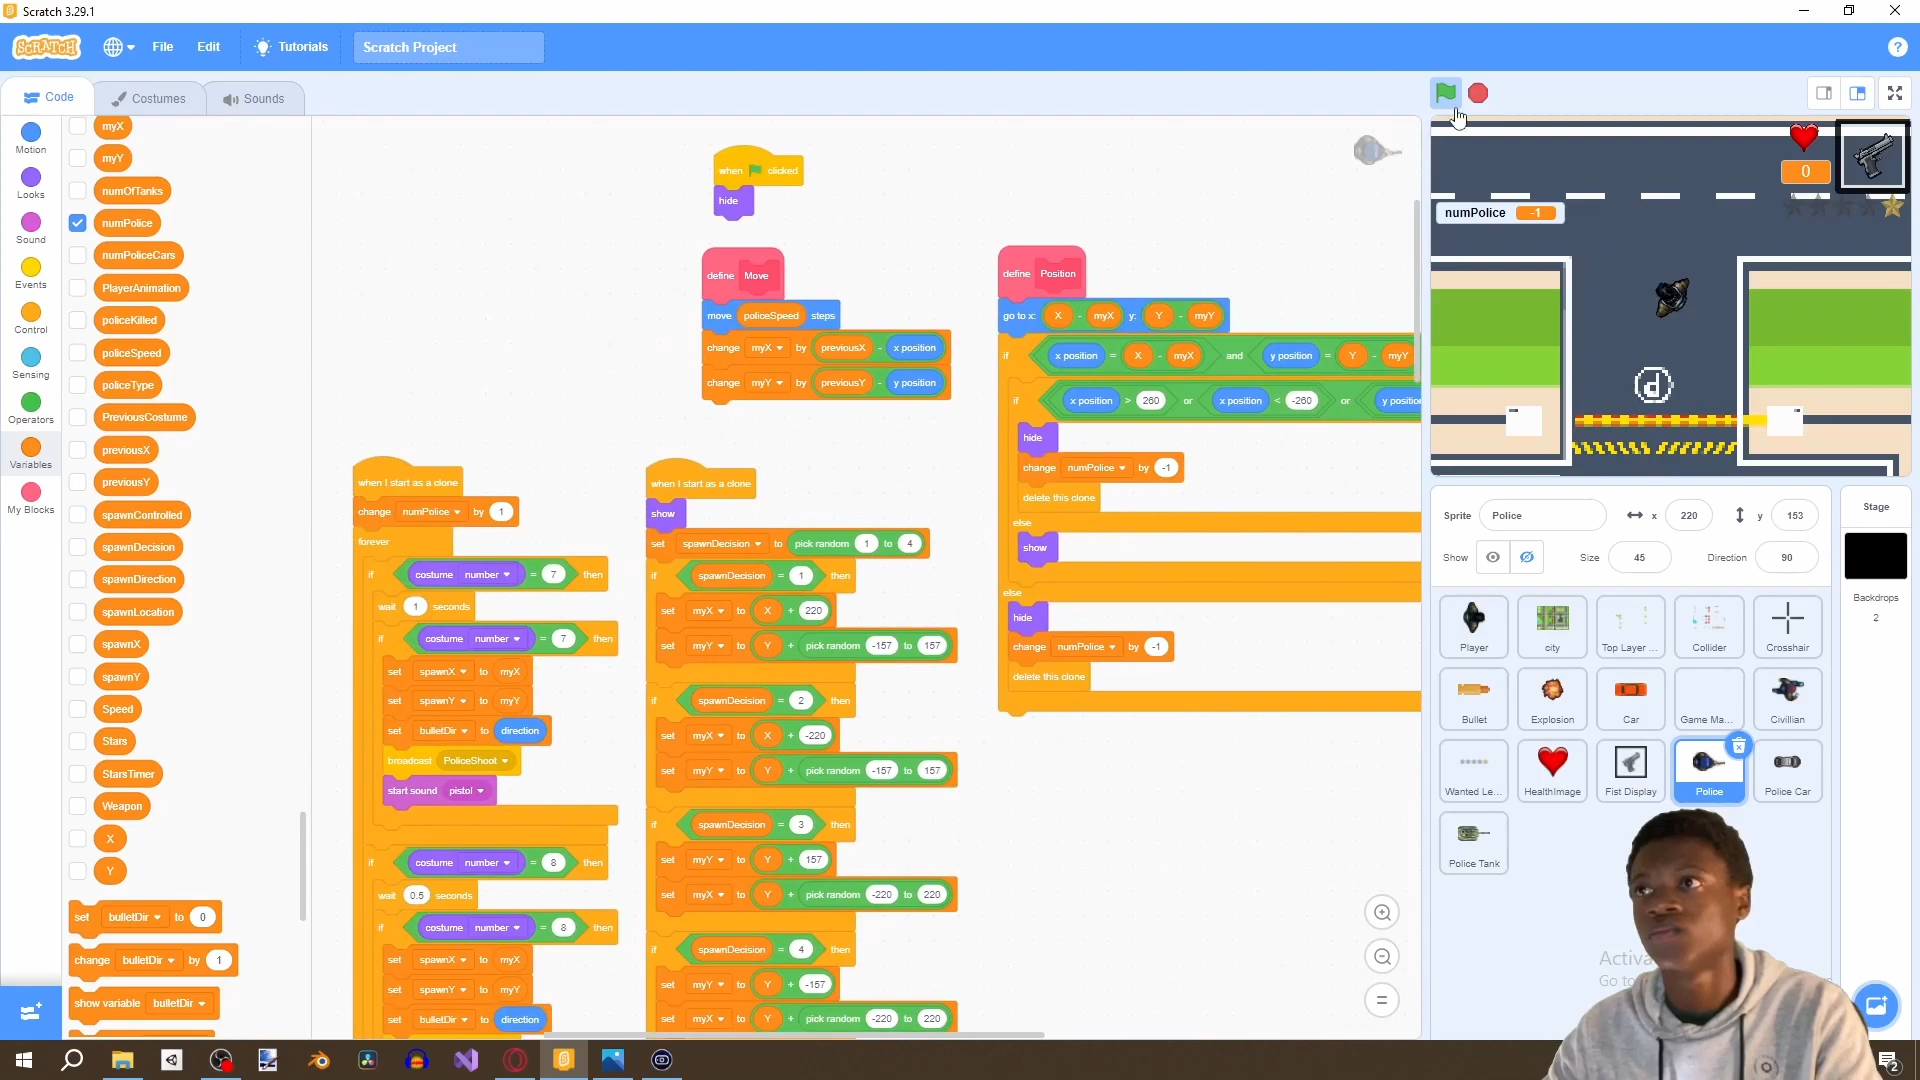 Scratch 3.29.1
SCRATCH
File
Edit
Tutorials
Scratch Project
?
Code
Costumes
Sounds
Motion
Looks
Sound
Events
Control
Sensing
Operators
Variables
My Blocks
myX
myY
numOfTanks
numPolice
numPoliceCars
PlayerAnimation
policeKilled
policeSpeed
policeType
PreviousCostume
previousX
previousY
spawnControlled
spawnDecision
spawnDirection
spawnLocation
spawnX
spawnY
Speed
Stars
StarsTimer
Weapon
X
Y
set bulletDir to 0
change bulletDir by 1
show variable bulletDir
when clicked
hide
define Move
move policeSpeed steps
change myX by previousX - x position
change myY by previousY - y position
when I start as a clone
change numPolice by 1
forever
if costume number = 7 then
wait 1 seconds
if costume number = 7 then
set spawnX to myX
set spawnY to myY
set bulletDir to direction
broadcast PoliceShoot
start sound pistol
if costume number = 8 then
wait 0.5 seconds
if costume number = 8 then
set spawnX to myX
set spawnY to myY
set bulletDir to direction
when I start as a clone
show
set spawnDecision to pick random 1 to 4
if spawnDecision = 1 then
set myX to X + 220
set myY to Y + pick random -157 to 157
if spawnDecision = 2 then
set myX to X + -220
set myY to Y + pick random -157 to 157
if spawnDecision = 3 then
set myY to Y + 157
set myX to Y + pick random -220 to 220
if spawnDecision = 4 then
set myY to Y + -157
set myX to Y + pick random -220 to 220
define Position
go to x: X - myX y: Y - myY
if x position = X - myX and y position = Y - myY
if x position > 260 or x position < -260 or y positio
hide
change numPolice by -1
delete this clone
else
show
else
hide
change numPolice by -1
delete this clone
0
numPolice -1
Sprite Police x 220 y 153
Show Size 45 Direction 90
Stage
Backdrops
2
Player
city
Top Layer ...
Collider
Crosshair
Bullet
Explosion
Car
Game Ma...
Civillian
Wanted Le...
HealthImage
Fist Display
Police
Police Car
Police Tank
Activa
Go to
2